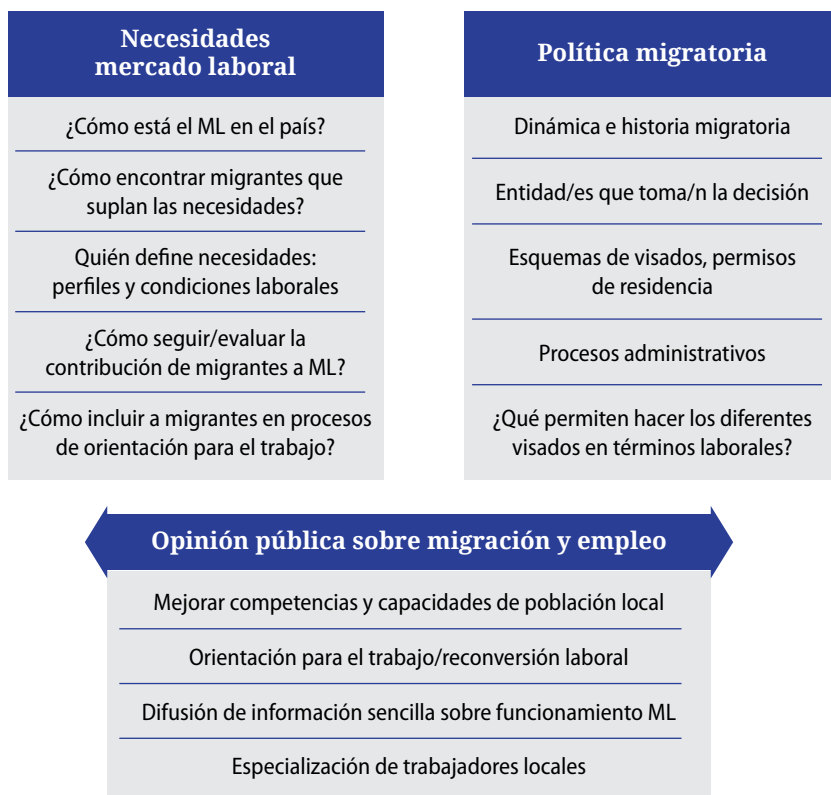 Necesidades
mercado laboral
¿Cómo está el ML en el país?
¿Cómo encontrar migrantes que
suplan las necesidades?
Quién define necesidades:
perfiles y condiciones laborales
¿Cómo seguir/evaluar la
contribución de migrantes a ML?
¿Cómo incluir a migrantes en procesos
de orientación para el trabajo?
Política migratoria
Dinámica e historia migratoria
Entidad/es que toma/n la decisión
Esquemas de visados, permisos
de residencia
Procesos administrativos
¿Qué permiten hacer los diferentes
visados en términos laborales?
Opinión pública sobre migración y empleo
Mejorar competencias y capacidades de población local
Orientación para el trabajo/reconversión laboral
Difusión de información sencilla sobre funcionamiento ML
Especialización de trabajadores locales